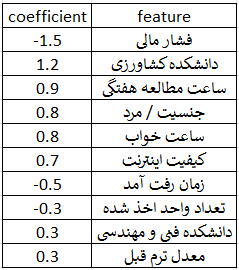 coefficient feature
-1.5 فشار مالی
1.2 دانشکده کشاورزی
0.9 ساعت مطالعه هفتگی
0.8 جنسیت / مرد
0.8 ساعت خواب
0.7 کیفیت اینترنت
-0.5 زمان رفت آمد
-0.3 تعداد واحد اخذ شده
0.3 دانشکده فنی و مهندسی
0.3 معدل ترم قبل